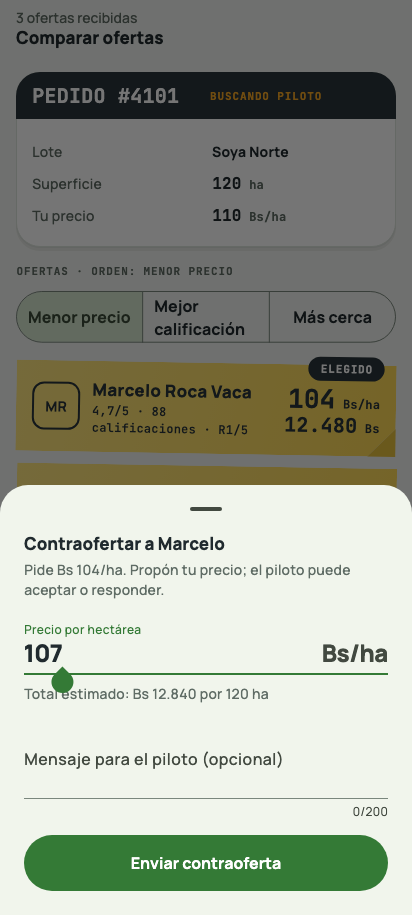 3 ofertas recibidas
Comparar ofertas
PEDIDO #4101 BUSCANDO PILOTO
Lote Soya Norte
Superficie 120 ha
Tu precio 110 Bs/ha
OFERTAS · ORDEN: MENOR PRECIO
Menor precio
Mejor
calificación
Más cerca
ELEGIDO
MR
Marcelo Roca Vaca
4,7/5 · 88
calificaciones · R1/5
104 Bs/ha
12.480 Bs
Contraofertar a Marcelo
Pide Bs 104/ha. Propón tu precio; el piloto puede
aceptar o responder.
Precio por hectárea
107 Bs/ha
Total estimado: Bs 12.840 por 120 ha
Mensaje para el piloto (opcional)
0/200
Enviar contraoferta